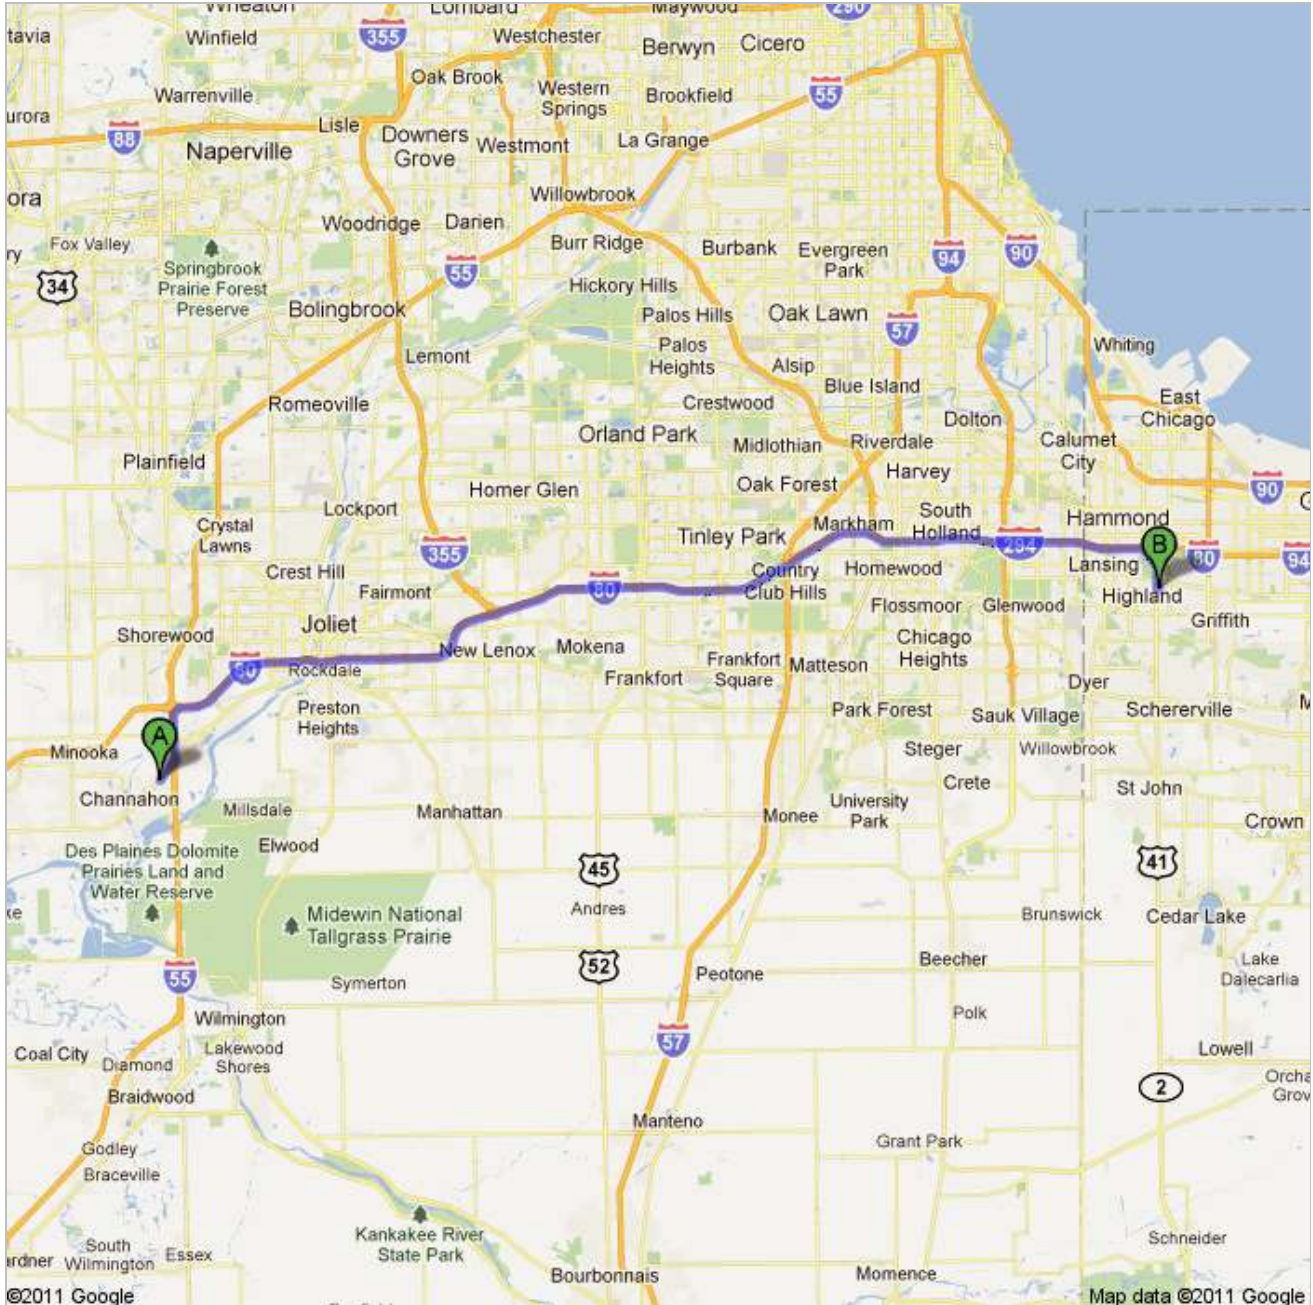 Wheaton
Lombard
Maywood
290
tavia
Winfield
355
Westchester
Berwyn
Cicero
Oak Brook
Warrenville
Western
Springs
Brookfield
55
urora
88
Lisle
Downers
Grove
Westmont
La Grange
Naperville
ora
Willowbrook
Woodridge
Darien
Fox Valley
Burr Ridge
Burbank
Evergreen
Park
ry
94
90
34
Springbrook
Prairie Forest
Preserve
55
Hickory Hills
Bolingbrook
Palos Hills
Oak Lawn
57
Lemont
Palos
Heights
Alsip
Whiting
Blue Island
Romeoville
Crestwood
East
Chicago
Dolton
Orland Park
Midlothian
Riverdale
Calumet
City
Plainfield
Harvey
Homer Glen
Oak Forest
90
Lockport
Crystal
Lawns
Tinley Park
Markham
South
Holland
Hammond
355
294
B
80
94
Crest Hill
Country
Club Hills
Homewood
Lansing
Fairmont
80
Highland
Joliet
Flossmoor
Glenwood
Griffith
Shorewood
New Lenox
Mokena
Chicago
Heights
80
Rockdale
Frankfort
Frankfort
Square
Matteson
Dyer
Preston
Heights
Park Forest
Sauk Village
Schererville
M
A
Minooka
Steger
Willowbrook
Channahon
Millsdale
Manhattan
Monee
University
Park
Crete
St John
Crown
Des Plaines Dolomite
Prairies Land and
Water Reserve
Elwood
45
41
ke
Midewin National
Tallgrass Prairie
Andres
Brunswick
Cedar Lake
55
Symerton
52
Peotone
Beecher
Lake
Dalecarlia
Wilmington
57
Polk
Coal City
Diamond
Lakewood
Shores
Lowell
Braidwood
2
Orcha
Grov
Manteno
Godley
Grant Park
Braceville
Kankakee River
State Park
ardner
South
Wilmington
Essex
Schneider
Bourbonnais
Momence
©2011 Google
Map data ©2011 Google